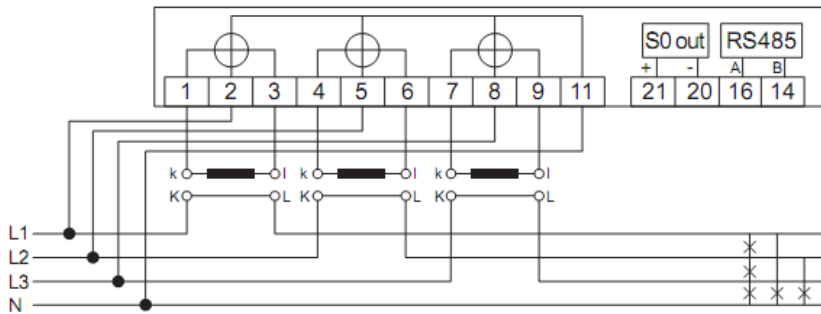 S0 out RS485
+ - A B
1 2 3 4 5 6 7 8 9 11 21 20 16 14
k l k l k l
K L K L K L
L1
L2
L3
N